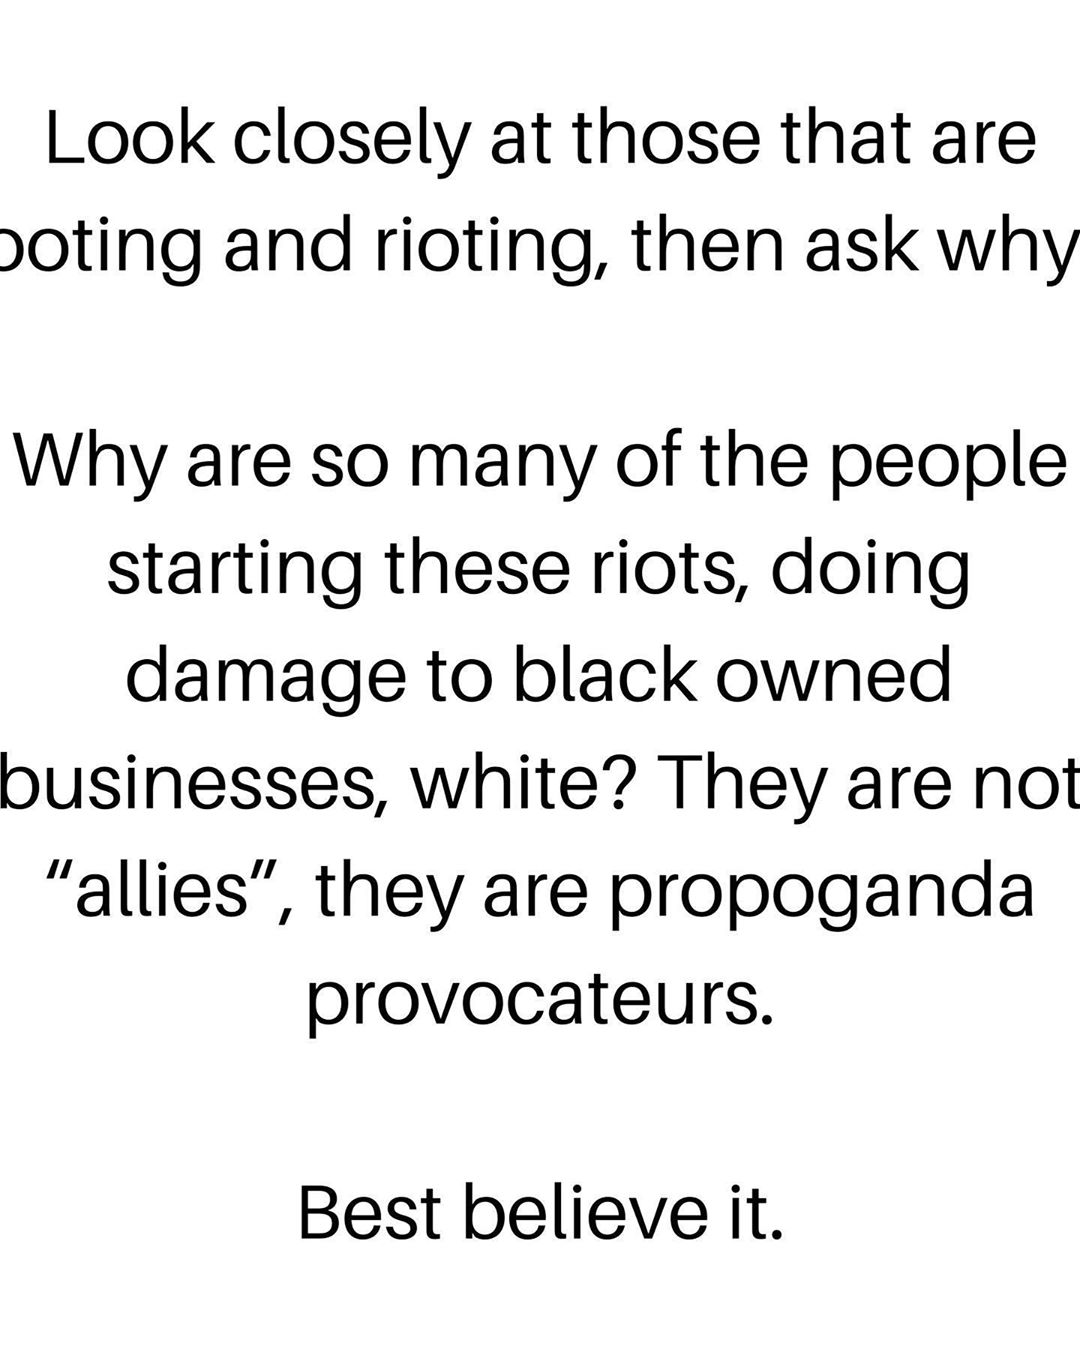 Look closely at those that are
ooting and rioting, then ask why
Why are so many of the people
starting these riots, doing
damage to black owned
businesses, white? They are not
“allies”, they are propoganda
provocateurs.
Best believe it.